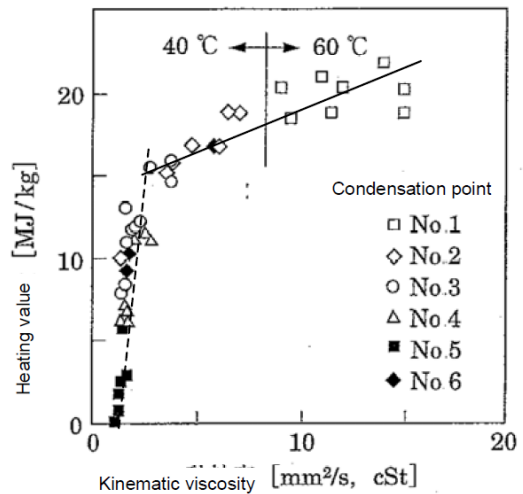 40 ℃ 60 ℃
20
10
0
Heating value [MJ/kg]
Condensation point
No.1
No.2
No.3
No.4
No.5
No.6
0 10 20
Kinematic viscosity [mm²/s, cSt]